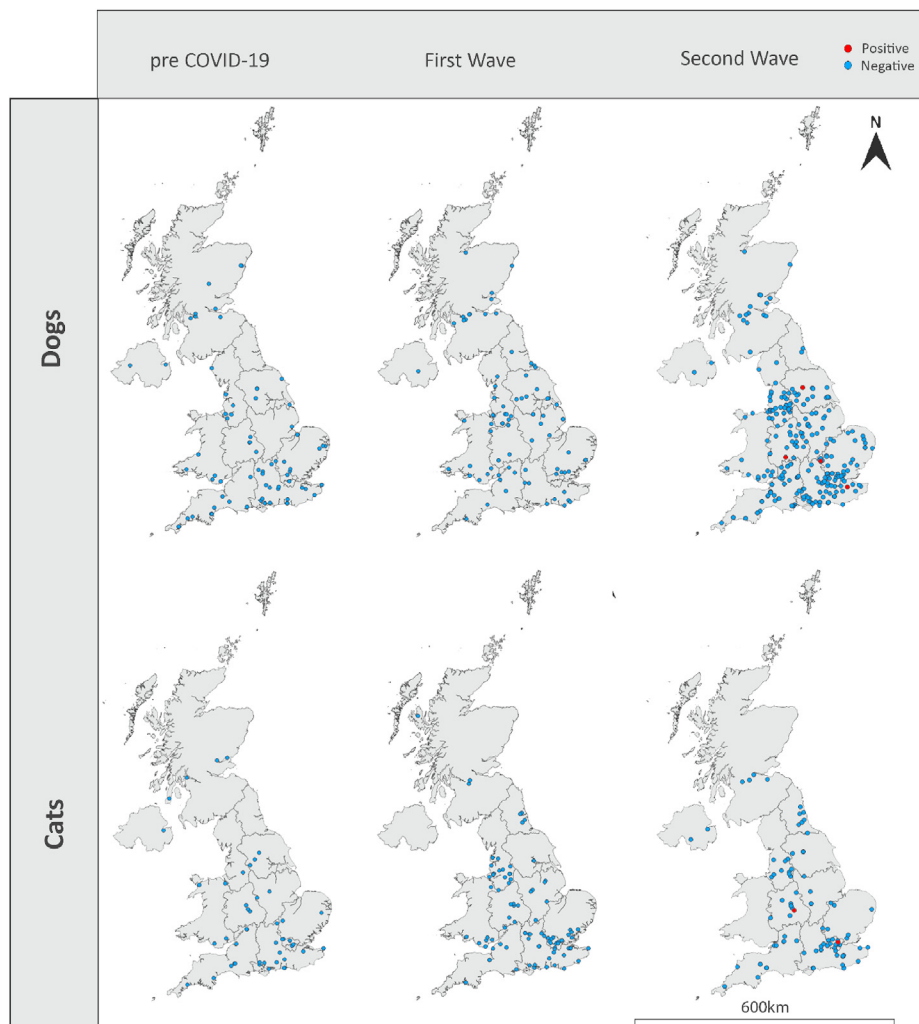 pre COVID-19
First Wave
Second Wave
Positive
Negative
N
Dogs
Cats
600km